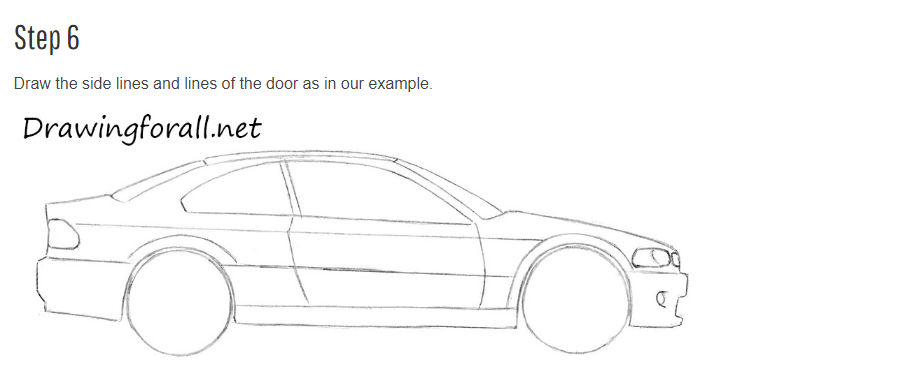 Step 6
Draw the side lines and lines of the door as in our example.
Drawingforall.net